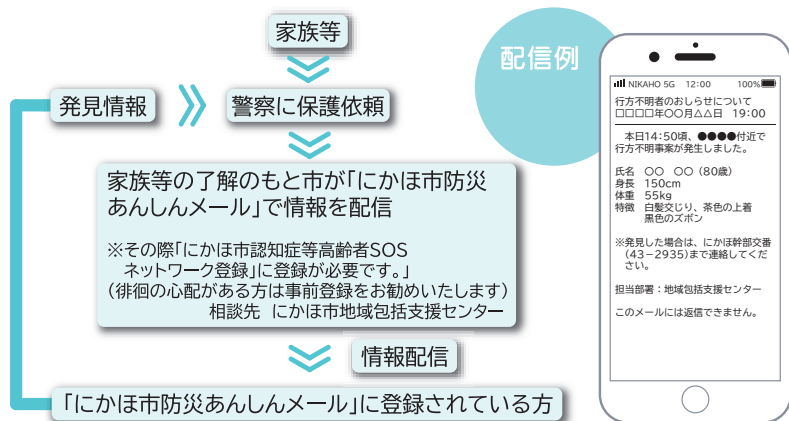 家族等
発見情報
警察に保護依頼
家族等の了解のもと市が「にかほ市防災
あんしんメール」で情報を配信
※その際「にかほ市認知症等高齢者SOS
ネットワーク登録」に登録が必要です。」
（徘徊の心配がある方は事前登録をお勧めいたします）
相談先　にかほ市地域包括支援センター
情報配信
「にかほ市防災あんしんメール」に登録されている方
配信例
NIKAHO 5G 12:00 100%
行方不明者のおしらせについて
□□□□年○○月△△日　19:00
本日14:50頃、●●●●付近で
行方不明事案が発生しました。
氏名　○○　○○（80歳）
身長　150cm
体重　55kg
特徴　白髪交じり、茶色の上着
黒色のズボン
※発見した場合は、にかほ幹部交番
（43－2935）まで連絡してくだ
さい。
担当部署：地域包括支援センター
このメールには返信できません。